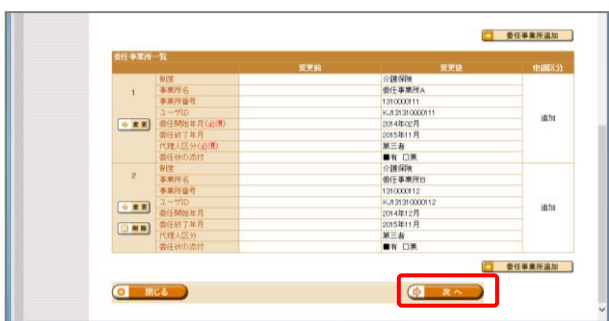 委任事業所追加
委任事業所一覧
変更前 変更後 申請区分
1 制度 介護保険 追加
事業所名 委任事業所A
事業所番号 1310000111
ユーザID KJ131310000111
変更 委任開始年月(必須) 2014年02月
委任終了年月 2015年11月
代理人区分(必須) 第三者
委任状の添付 ■有 □無
2 制度 介護保険 追加
事業所名 委任事業所B
事業所番号 1310000112
変更 ユーザID KJ131310000112
委任開始年月 2014年12月
削除 委任終了年月 2015年11月
代理人区分 第三者
委任状の添付 ■有 □無
委任事業所追加
閉じる 次へ